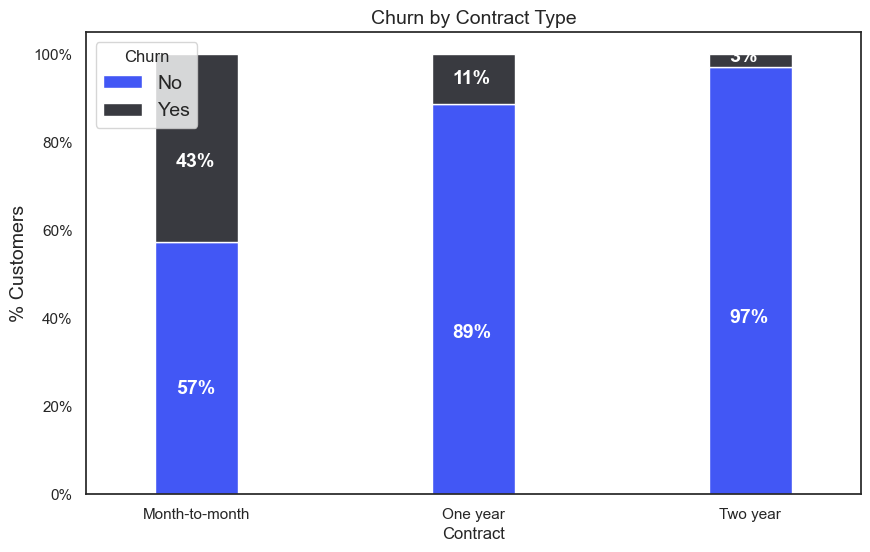 Churn by Contract Type
Churn
No
Yes
100%
80%
60%
40%
20%
0%
% Customers
43%
57%
11%
89%
3%
97%
Month-to-month
One year
Two year
Contract